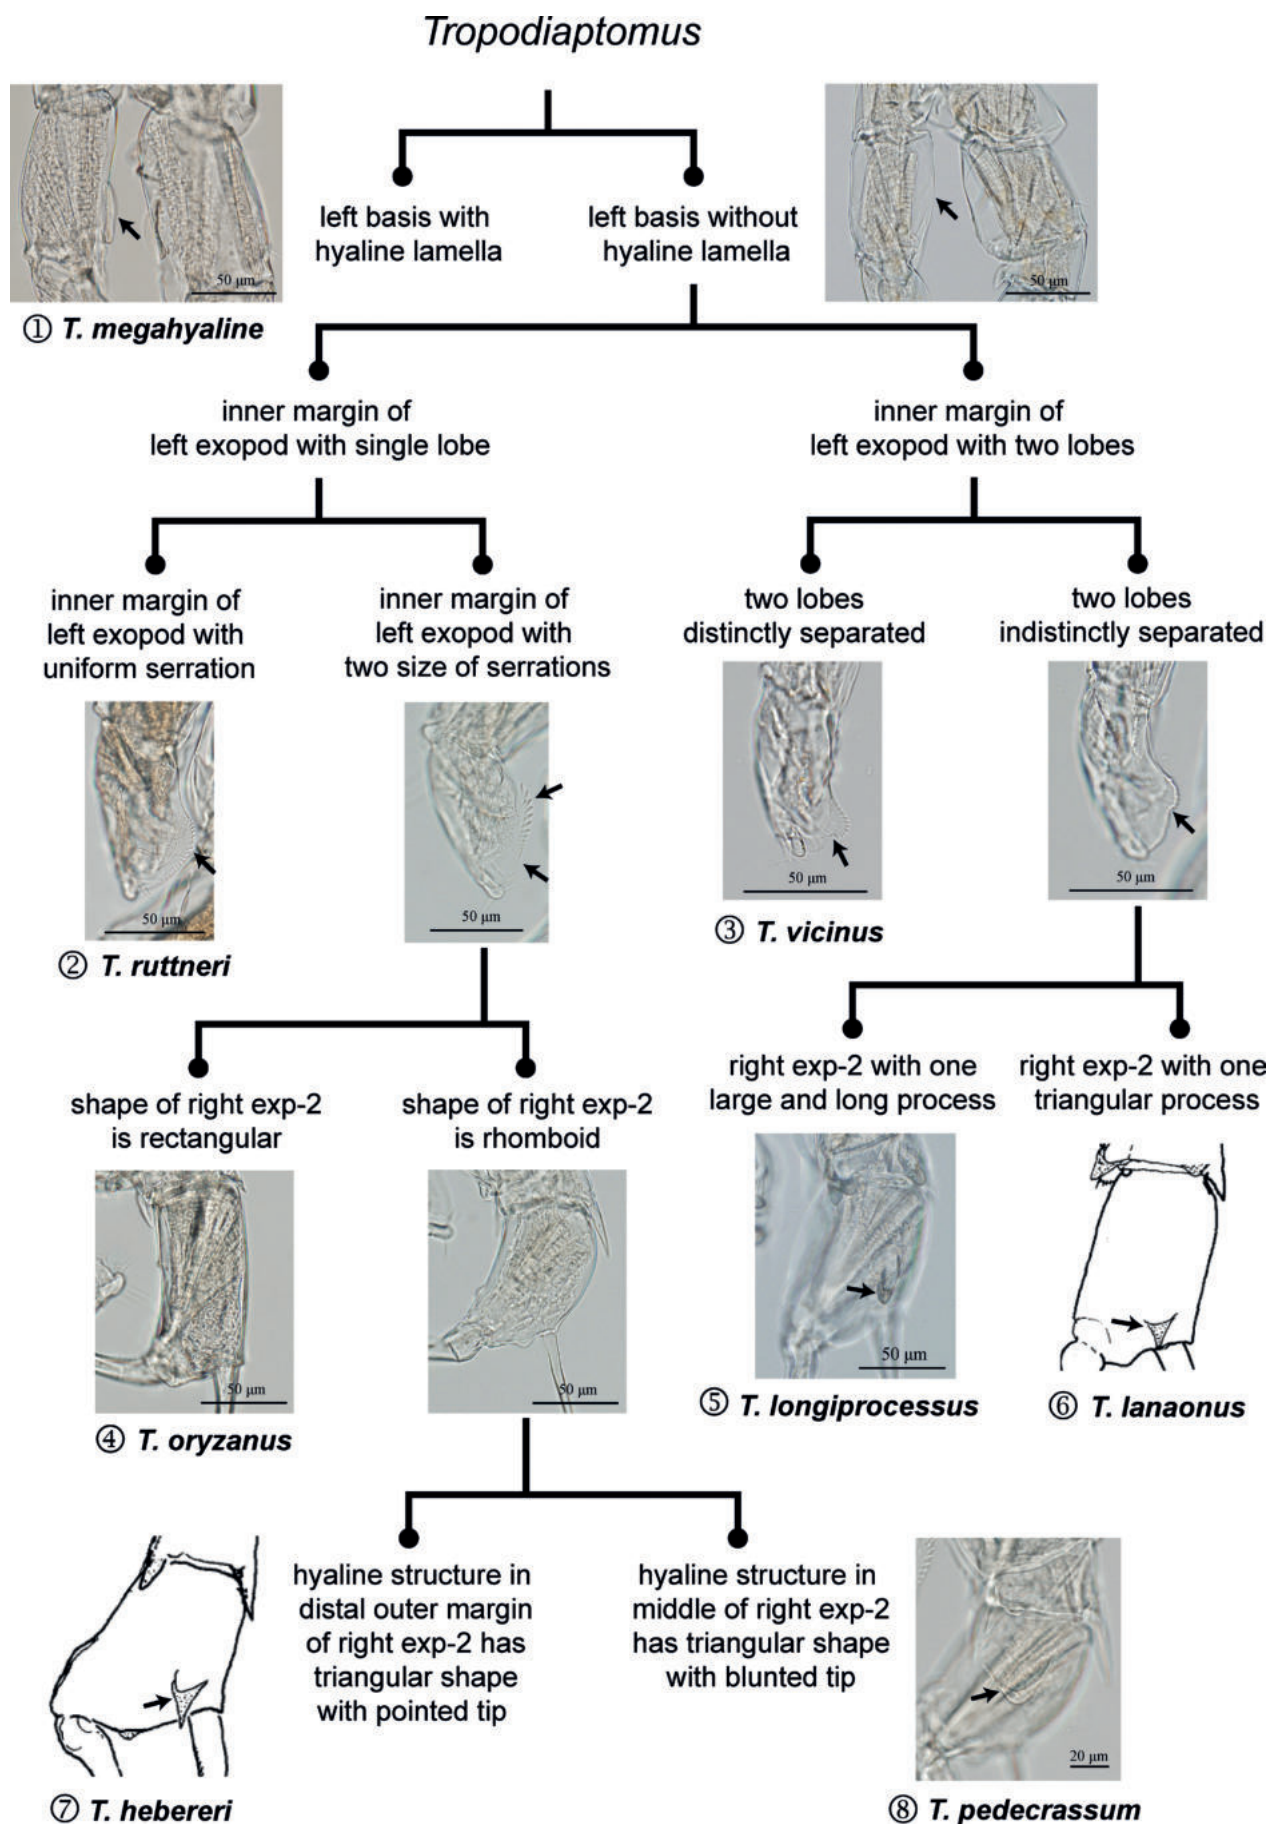 Tropodiaptomus
50 µm
① T. megahyaline
left basis with
hyaline lamella
left basis without
hyaline lamella
50 µm
inner margin of
left exopod with single lobe
inner margin of
left exopod with two lobes
inner margin of
left exopod with
uniform serration
50 µm
② T. ruttneri
inner margin of
left exopod with
two size of serrations
50 µm
two lobes
distinctly separated
50 µm
③ T. vicinus
two lobes
indistinctly separated
50 µm
shape of right exp-2
is rectangular
50 µm
④ T. oryzanus
shape of right exp-2
is rhomboid
50 µm
right exp-2 with one
large and long process
50 µm
⑤ T. longiprocessus
right exp-2 with one
triangular process
⑥ T. lanaonus
⑦ T. hebereri
hyaline structure in
distal outer margin
of right exp-2 has
triangular shape
with pointed tip
hyaline structure in
middle of right exp-2
has triangular shape
with blunted tip
20 µm
⑧ T. pedecrassum